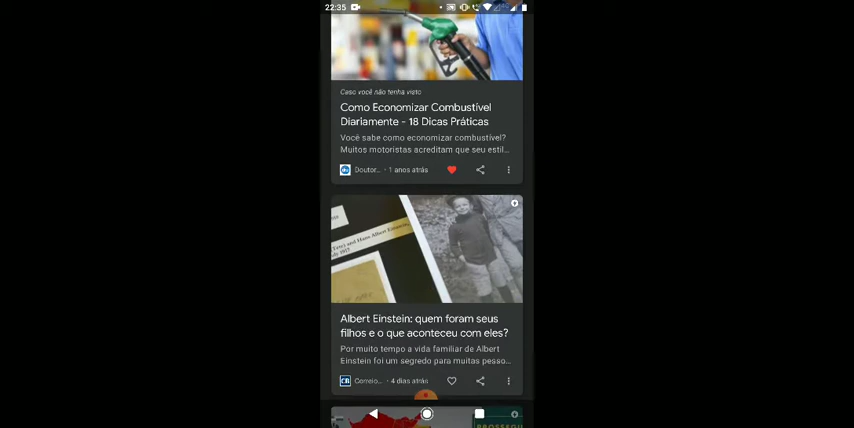 22:35
Caso você não tenha visto
Como Economizar Combustível
Diariamente - 18 Dicas Práticas
Você sabe como economizar combustível?
Muitos motoristas acreditam que seu estil...
Doutor... · 1 anos atrás
Albert Einstein: quem foram seus
filhos e o que aconteceu com eles?
Por muito tempo a vida familiar de Albert
Einstein foi um segredo para muitas pesso...
Correio... · 4 dias atrás